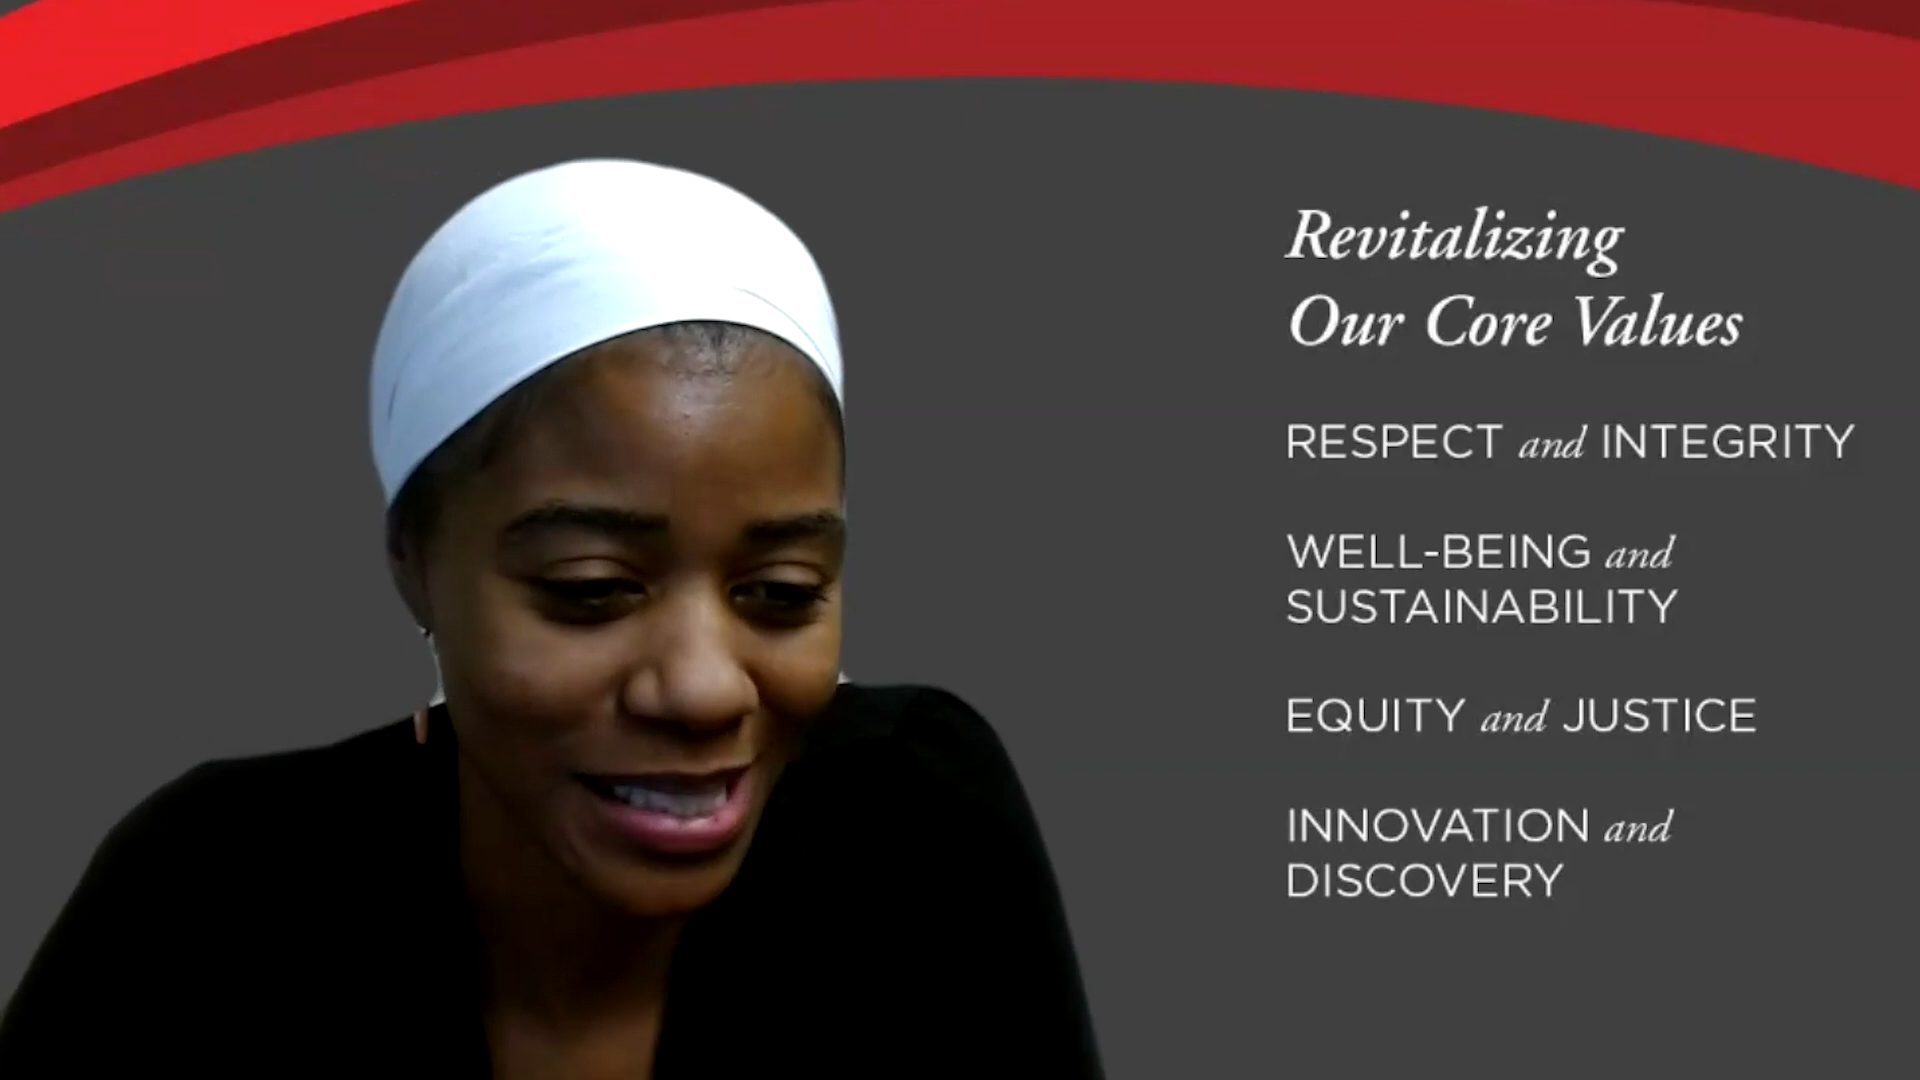 Revitalizing
Our Core Values
RESPECT and INTEGRITY
WELL-BEING and
SUSTAINABILITY
EQUITY and JUSTICE
INNOVATION and
DISCOVERY